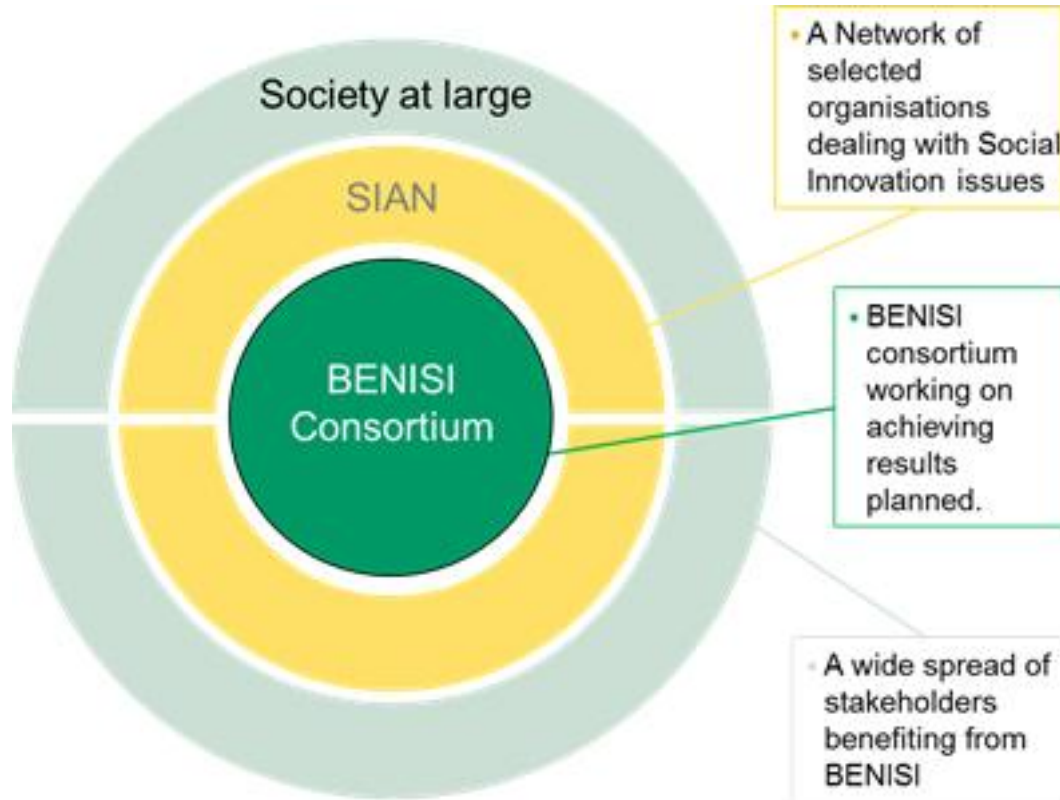 Society at large
SIAN
BENISI
Consortium
• A Network of
selected
organisations
dealing with Social
Innovation issues
• BENISI
consortium
working on
achieving
results
planned.
• A wide spread of
stakeholders
benefiting from
BENISI